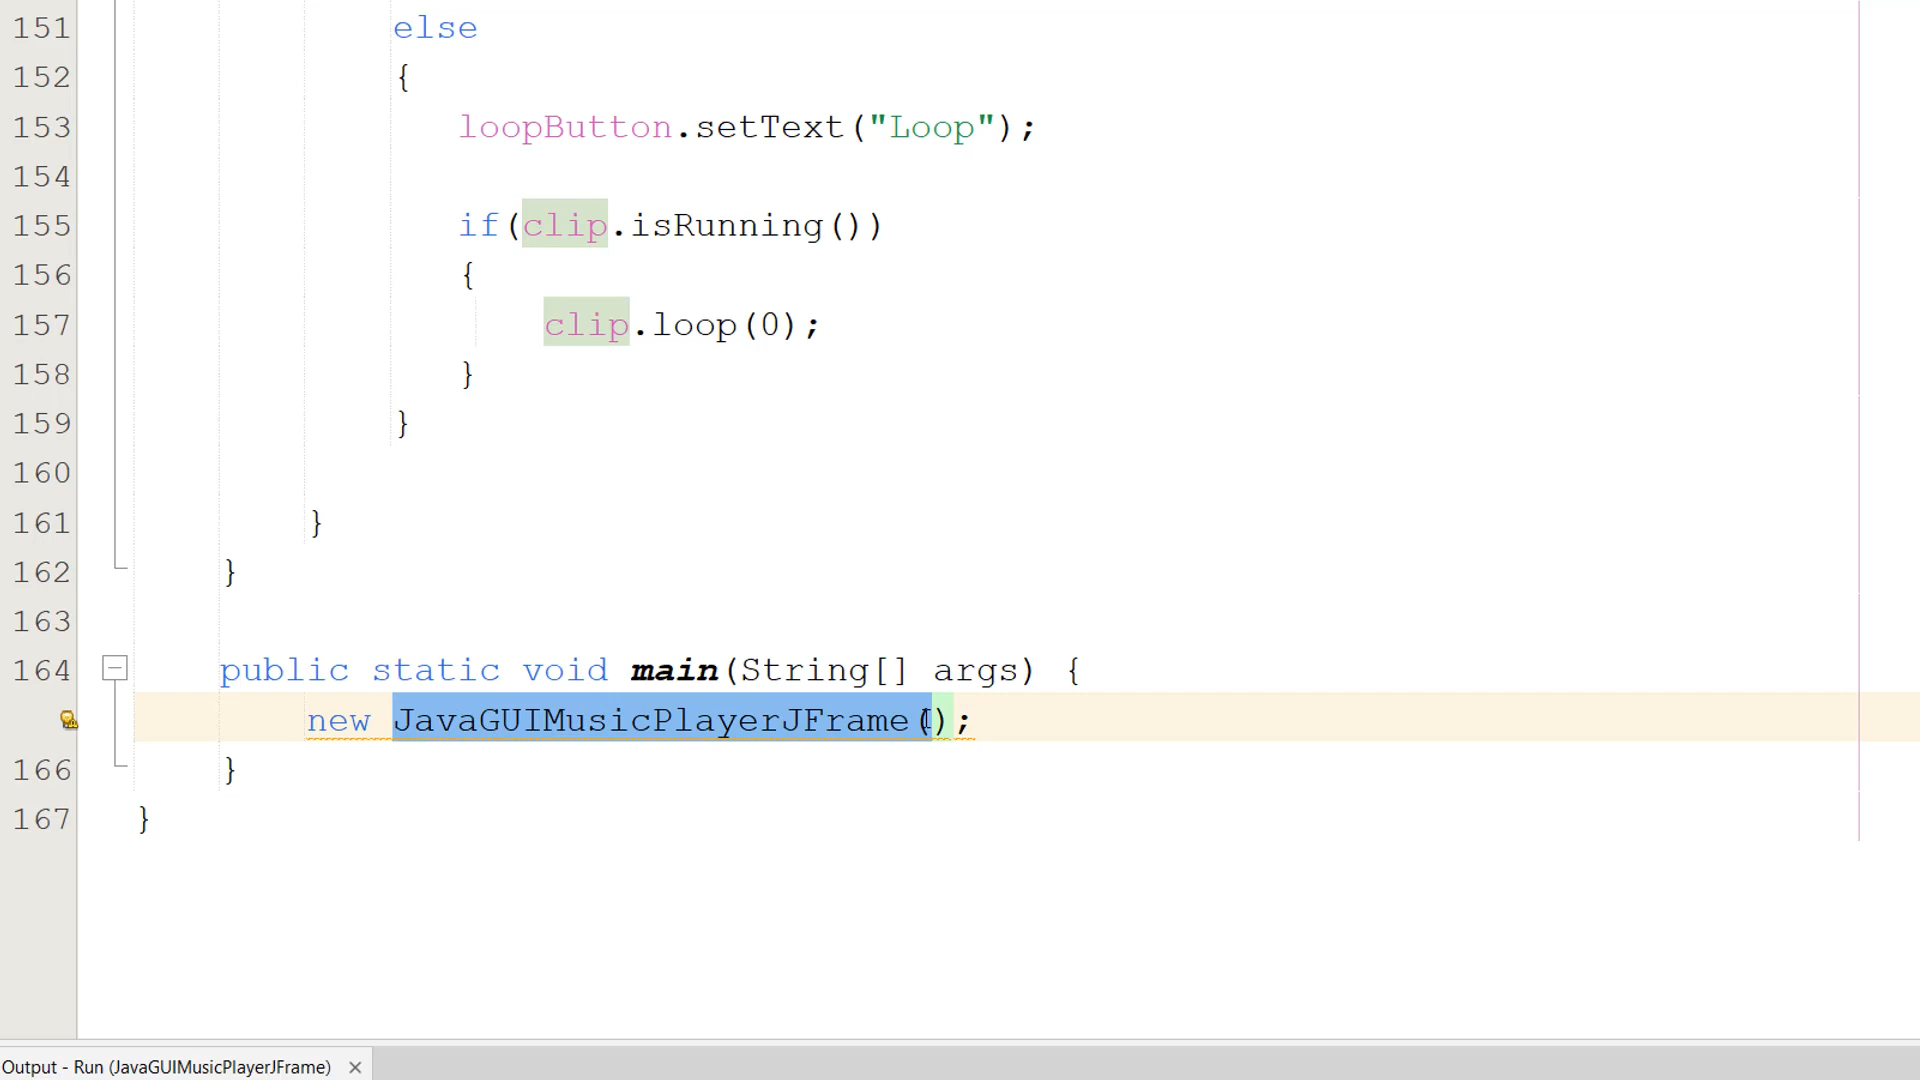 151 else
152 {
153 loopButton.setText("Loop");
154
155 if(clip.isRunning())
156 {
157 clip.loop(0);
158 }
159 }
160
161 }
162 }
163
164 public static void main(String[] args) {
new JavaGUIMusicPlayerJFrame();
166 }
167 }
Output - Run (JavaGUIMusicPlayerJFrame)